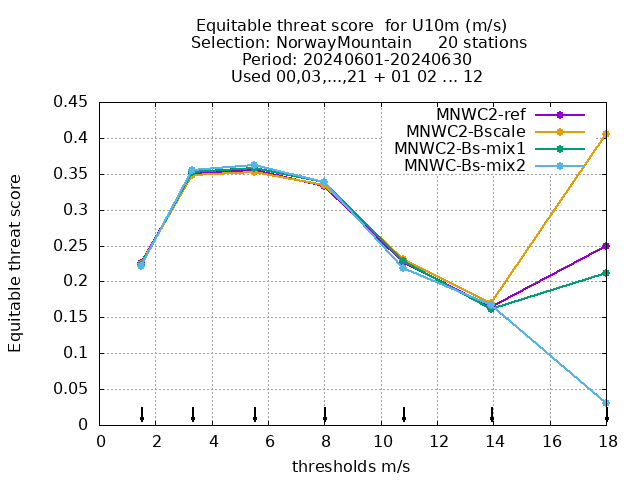 Equitable threat score  for U10m (m/s)
Selection: NorwayMountain     20 stations
Period: 20240601-20240630
Used 00,03,...,21 + 01 02 ... 12
MNWC2-ref
MNWC2-Bscale
MNWC2-Bs-mix1
MNWC-Bs-mix2
Equitable threat score
0.45
0.4
0.35
0.3
0.25
0.2
0.15
0.1
0.05
0
0 2 4 6 8 10 12 14 16 18
thresholds m/s